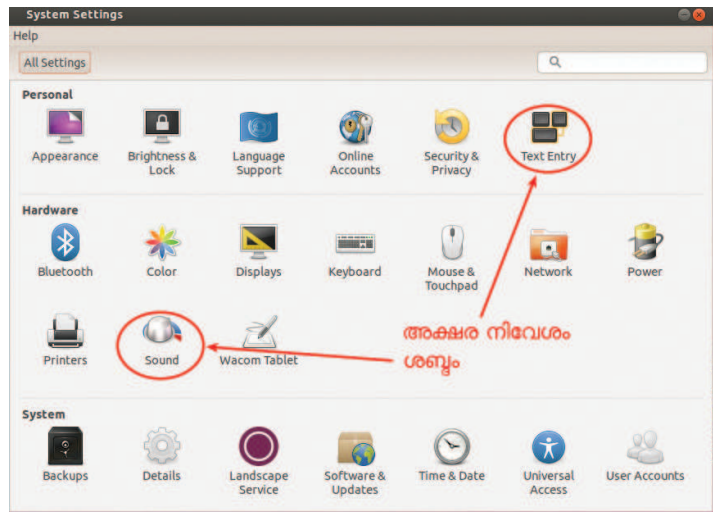 System Settings
Help
All Settings
Personal
Appearance
Brightness &
Lock
Language
Support
Online
Accounts
Security &
Privacy
Text Entry
Hardware
Bluetooth
Color
Displays
Keyboard
Mouse &
Touchpad
Network
Power
അക്ഷര നിവേശം
ശബ്ദം
Printers
Sound
Wacom Tablet
System
Backups
Details
Landscape
Service
Software &
Updates
Time & Date
Universal
Access
User Accounts